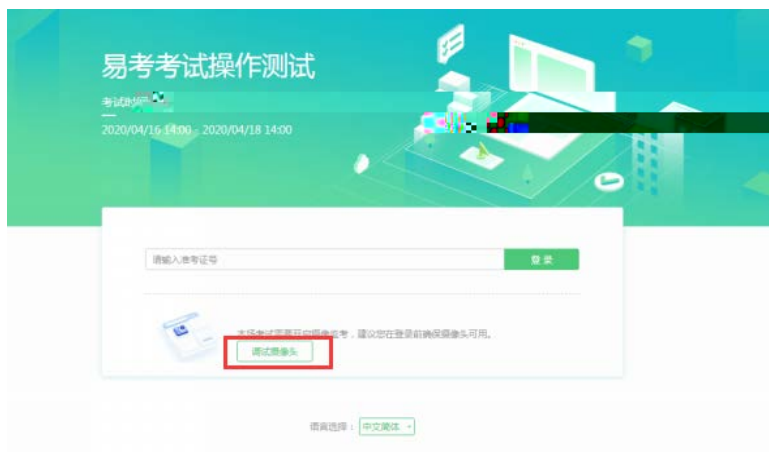 易考考试操作测试
考试时
2020/04/16 14:00 - 2020/04/18 14:00
请输入准考证号
登录
本场考试需要开启摄像监考，建议您在登录前确保摄像头可用。
调试摄像头
语言选择： 中文简体